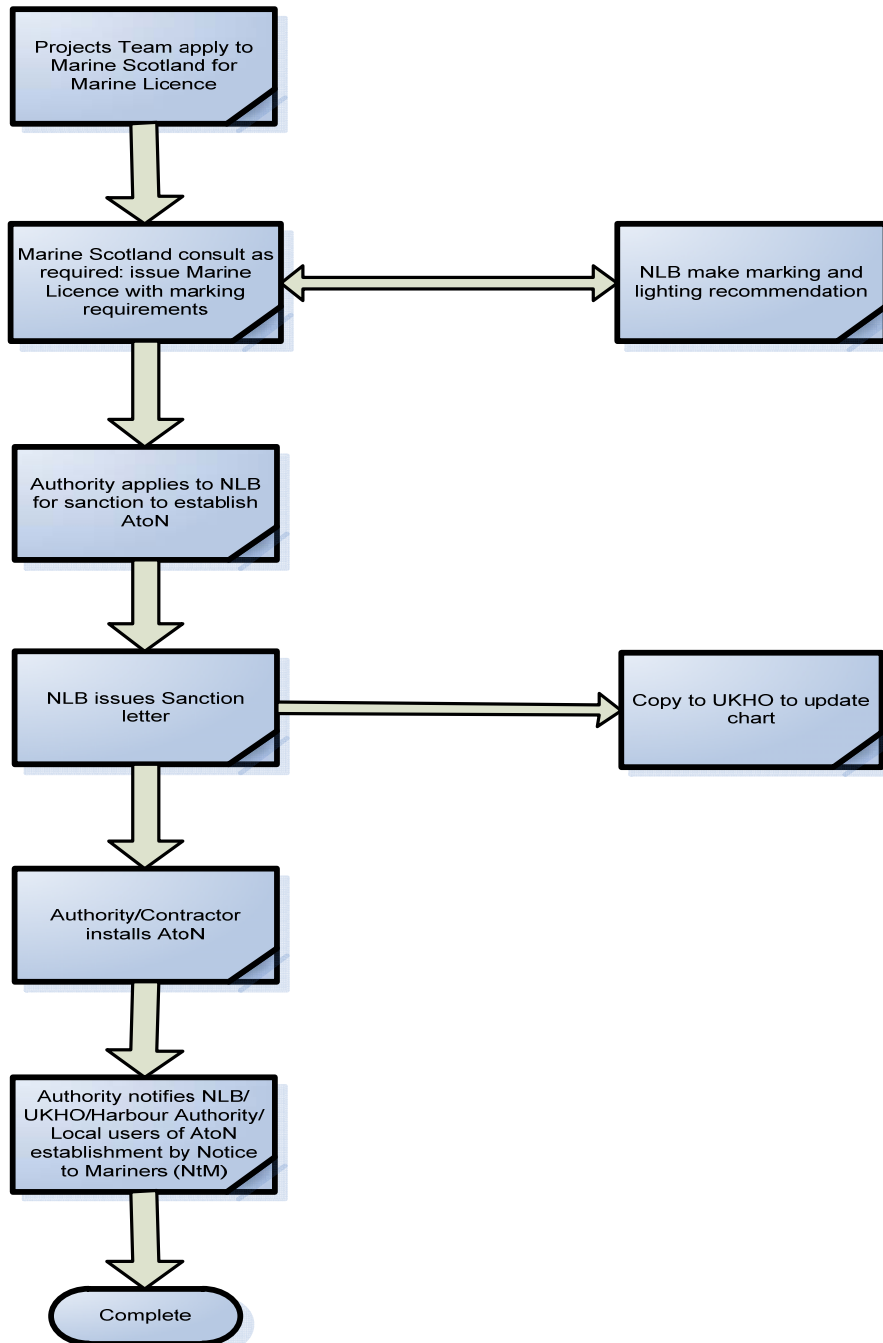 Projects Team apply to
Marine Scotland for
Marine Licence
Marine Scotland consult as
required: issue Marine
Licence with marking
requirements
NLB make marking and
lighting recommendation
Authority applies to NLB
for sanction to establish
AtoN
NLB issues Sanction
letter
Copy to UKHO to update
chart
Authority/Contractor
installs AtoN
Authority notifies NLB/
UKHO/Harbour Authority/
Local users of AtoN
establishment by Notice
to Mariners (NtM)
Complete